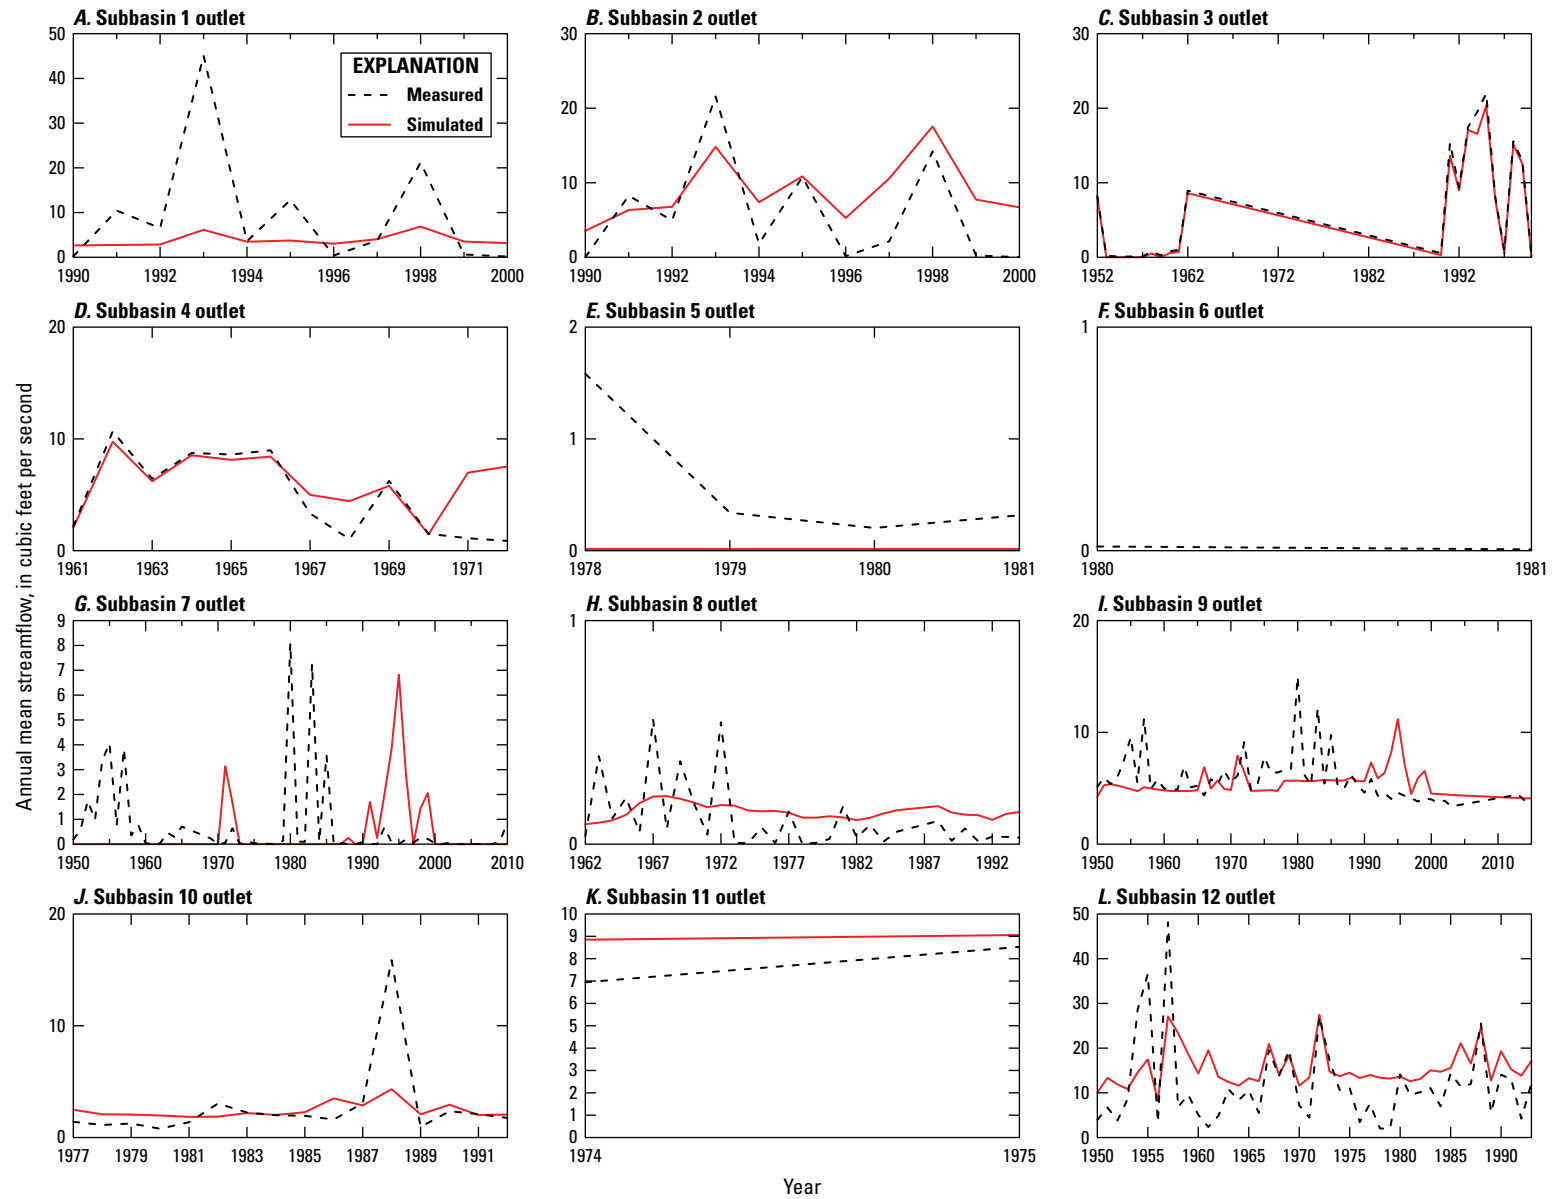 A. Subbasin 1 outlet
50
40
30
20
10
0
1990 1992 1994 1996 1998 2000
EXPLANATION
Measured
Simulated
B. Subbasin 2 outlet
30
20
10
0
1990 1992 1994 1996 1998 2000
C. Subbasin 3 outlet
30
20
10
0
1952 1962 1972 1982 1992
D. Subbasin 4 outlet
20
10
0
1961 1963 1965 1967 1969 1971
E. Subbasin 5 outlet
2
1
0
1978 1979 1980 1981
F. Subbasin 6 outlet
1
0
1980 1981
Annual mean streamflow, in cubic feet per second
G. Subbasin 7 outlet
9
8
7
6
5
4
3
2
1
0
1950 1960 1970 1980 1990 2000 2010
H. Subbasin 8 outlet
1
0
1962 1967 1972 1977 1982 1987 1992
I. Subbasin 9 outlet
20
10
0
1950 1960 1970 1980 1990 2000 2010
J. Subbasin 10 outlet
20
10
0
1977 1979 1981 1983 1985 1987 1989 1991
K. Subbasin 11 outlet
10
9
8
7
6
5
4
3
2
1
0
1974 1975
L. Subbasin 12 outlet
50
40
30
20
10
0
1950 1955 1960 1965 1970 1975 1980 1985 1990
Year